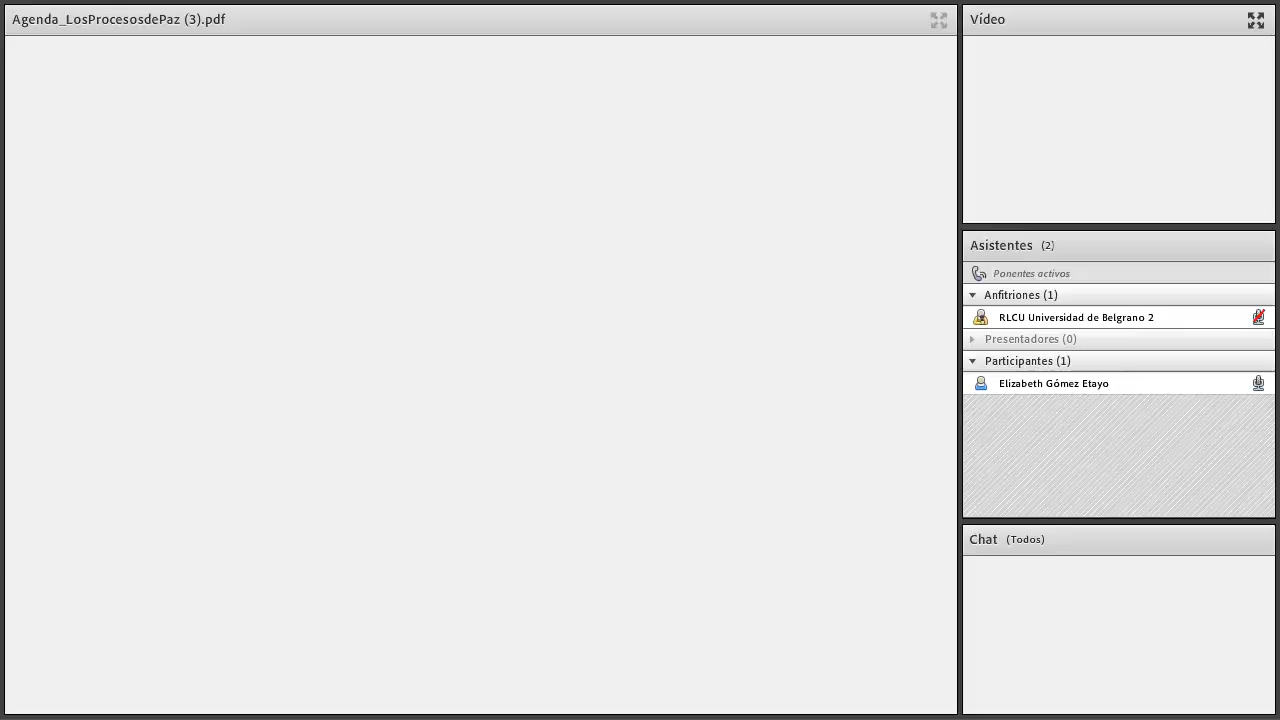 Agenda_LosProcesosdePaz (3).pdf
Vídeo
Asistentes (2)
Ponentes activos
Anfitriones (1)
RLCU Universidad de Belgrano 2
Presentadores (0)
Participantes (1)
Elizabeth Gómez Etayo
Chat (Todos)